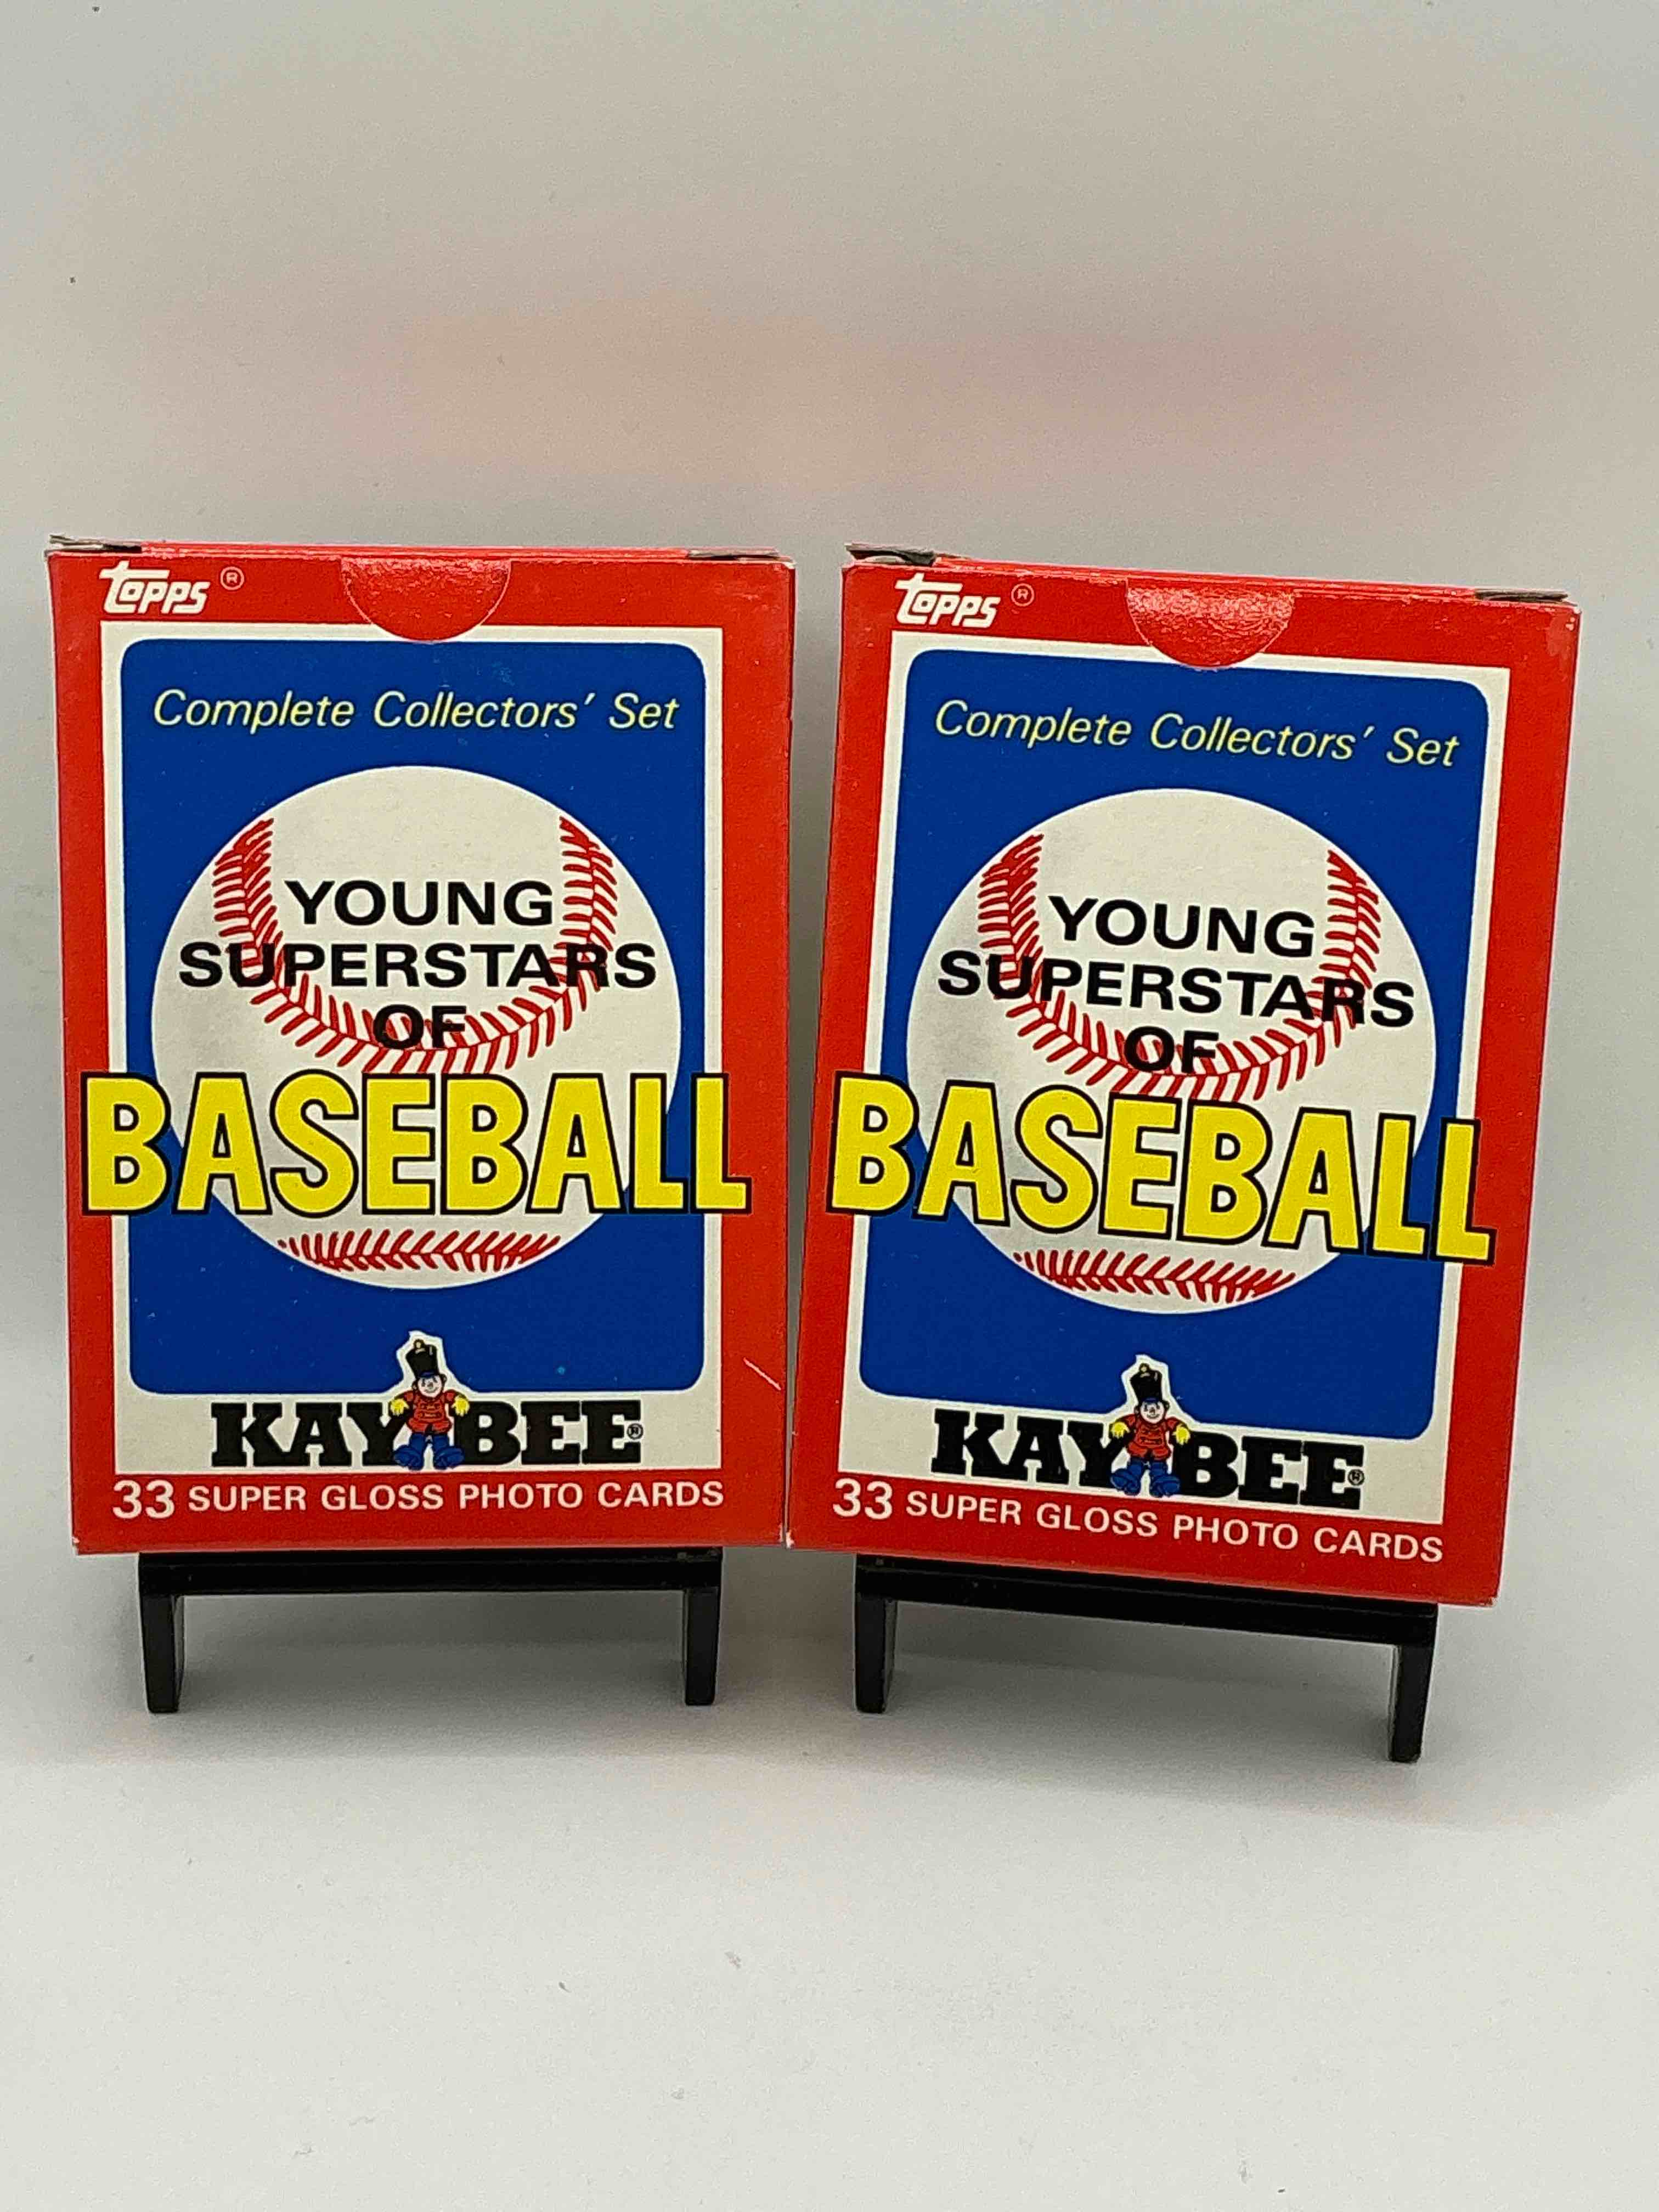 Topps ®
Complete Collectors' Set
YOUNG
SUPERSTARS
OF
BASEBALL
KAY BEE®
33 SUPER GLOSS PHOTO CARDS
Topps ®
Complete Collectors' Set
YOUNG
SUPERSTARS
OF
BASEBALL
KAY BEE®
33 SUPER GLOSS PHOTO CARDS